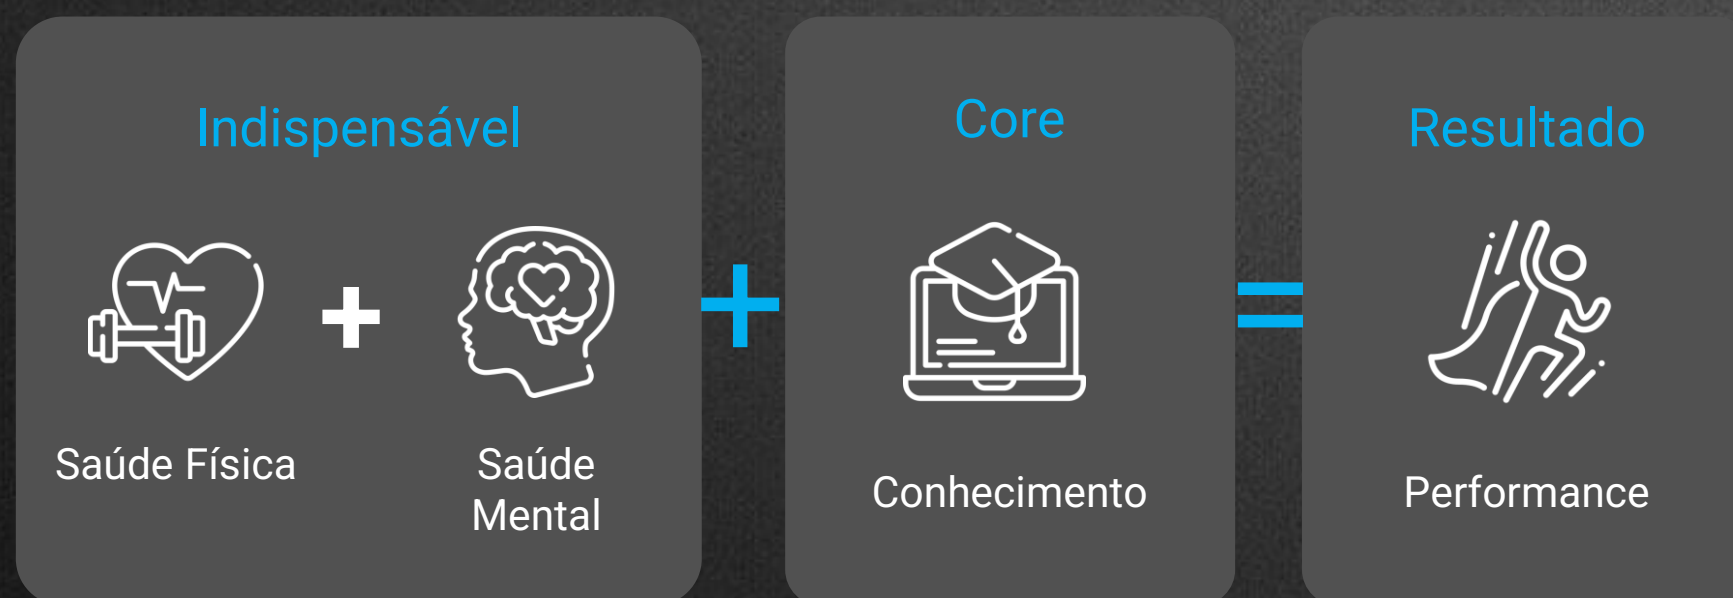 Indispensável
Core
Resultado
+
+
=
Saúde Física
Saúde
Mental
Conhecimento
Performance